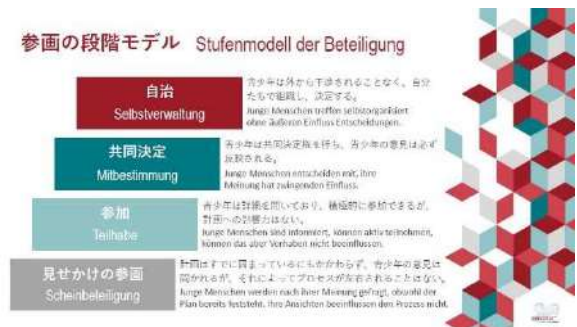 参画の段階モデル Stufenmodell der Beteiligung
自治
Selbstverwaltung
青少年は外から干渉されることなく、自分
たちで組織し、決定する。
Junge Menschen treffen selbstorganisiert
ohne äußeren Einfluss Entscheidungen.
共同決定
Mitbestimmung
青少年は共同決定権を持ち、青少年の意見は必ず
反映される。
Junge Menschen entscheiden mit, ihre
Meinung hat zwingenden Einfluss.
参加
Teilhabe
青少年は詳細を聞いており、積極的に参加できるが、
計画への影響力はない。
Junge Menschen sind informiert, können aktiv teilnehmen,
können das aber Vorhaben nicht beeinflussen.
見せかけの参画
Scheinbeteiligung
計画はすでに固まっているにもかかわらず、青少年の意見は
聞かれるが、それによってプロセスが左右されることはない。
Junge Menschen werden nach ihrer Meinung gefragt, obwohl der
Plan bereits feststeht. Ihre Ansichten beeinflussen den Prozess nicht.